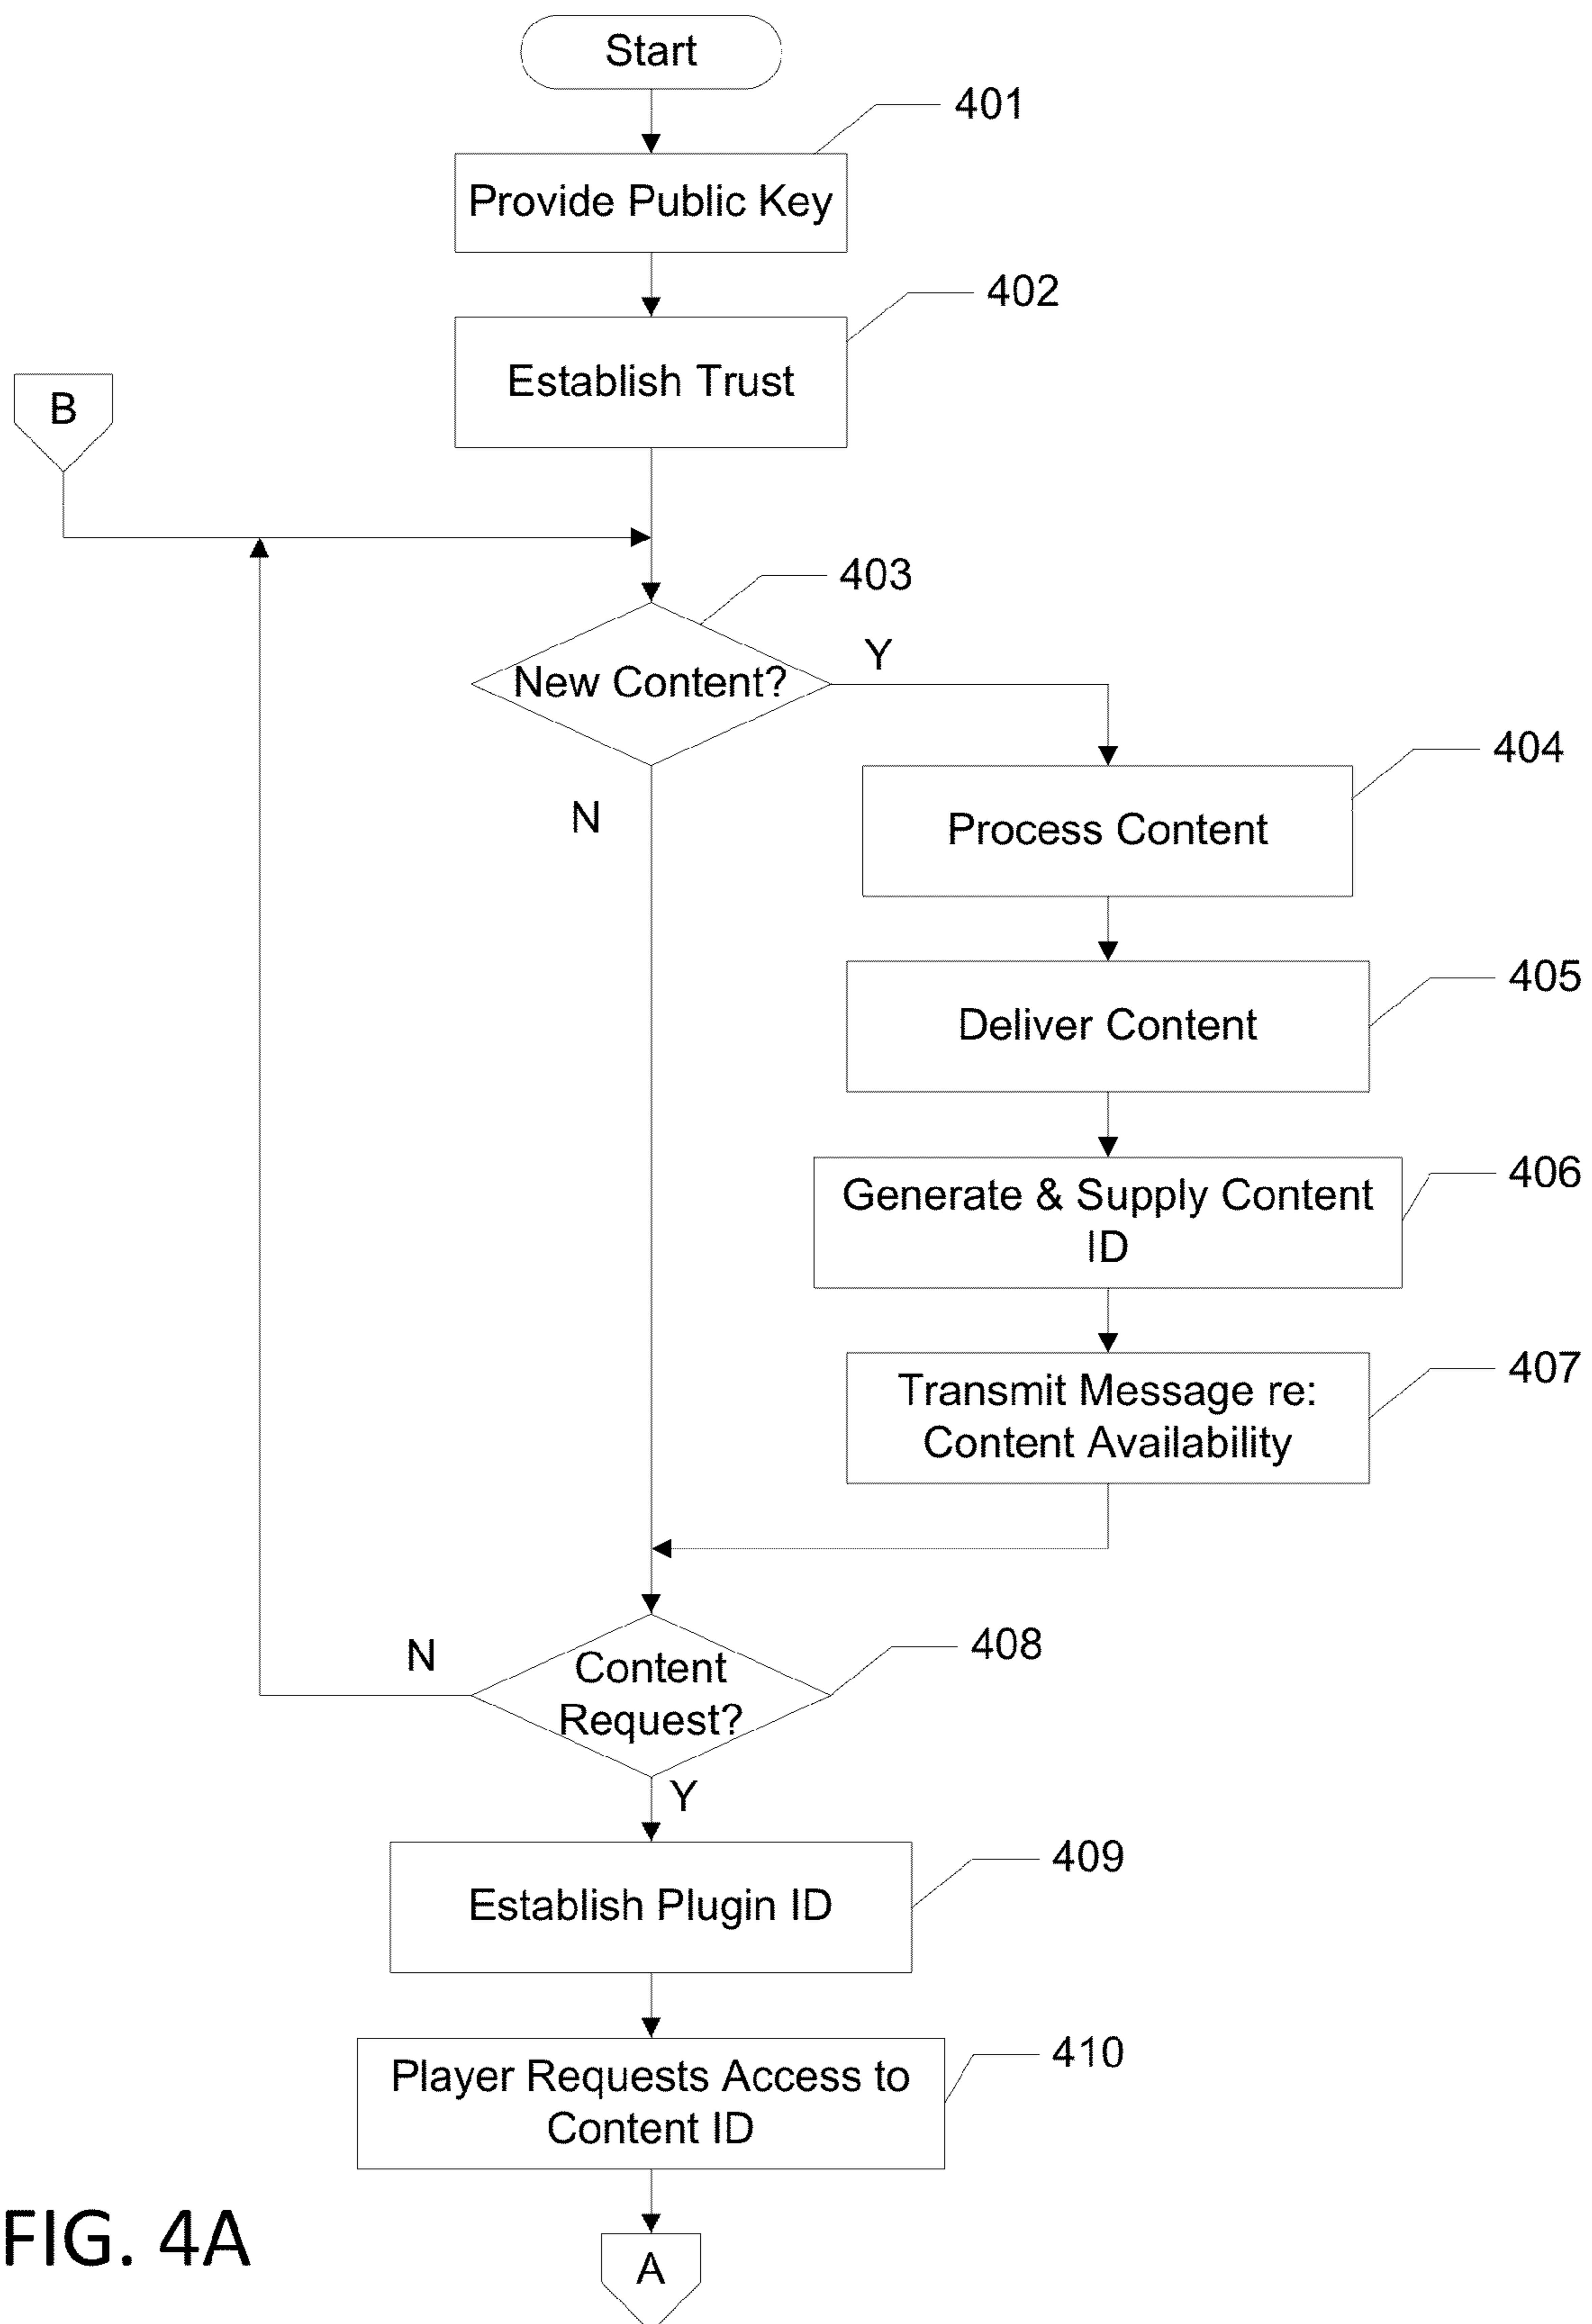 Start
401
Provide Public Key
402
Establish Trust
B
403
New Content?
Y
N
404
Process Content
405
Deliver Content
406
Generate & Supply Content
ID
407
Transmit Message re:
Content Availability
408
N
Content
Request?
Y
409
Establish Plugin ID
410
Player Requests Access to
Content ID
A
FIG. 4A